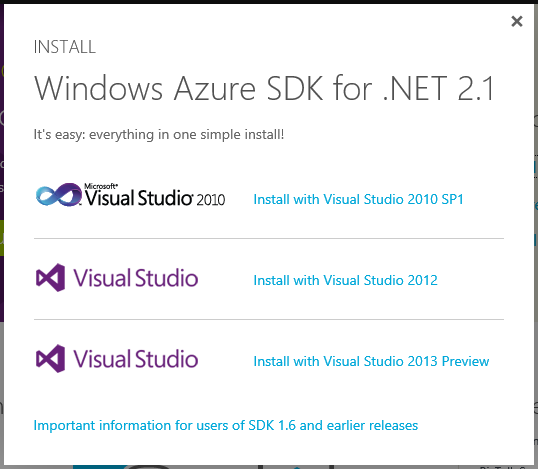 INSTALL
Windows Azure SDK for .NET 2.1
It's easy: everything in one simple install!
Microsoft®
Visual Studio® 2010
Install with Visual Studio 2010 SP1
Visual Studio
Install with Visual Studio 2012
Visual Studio
Install with Visual Studio 2013 Preview
Important information for users of SDK 1.6 and earlier releases